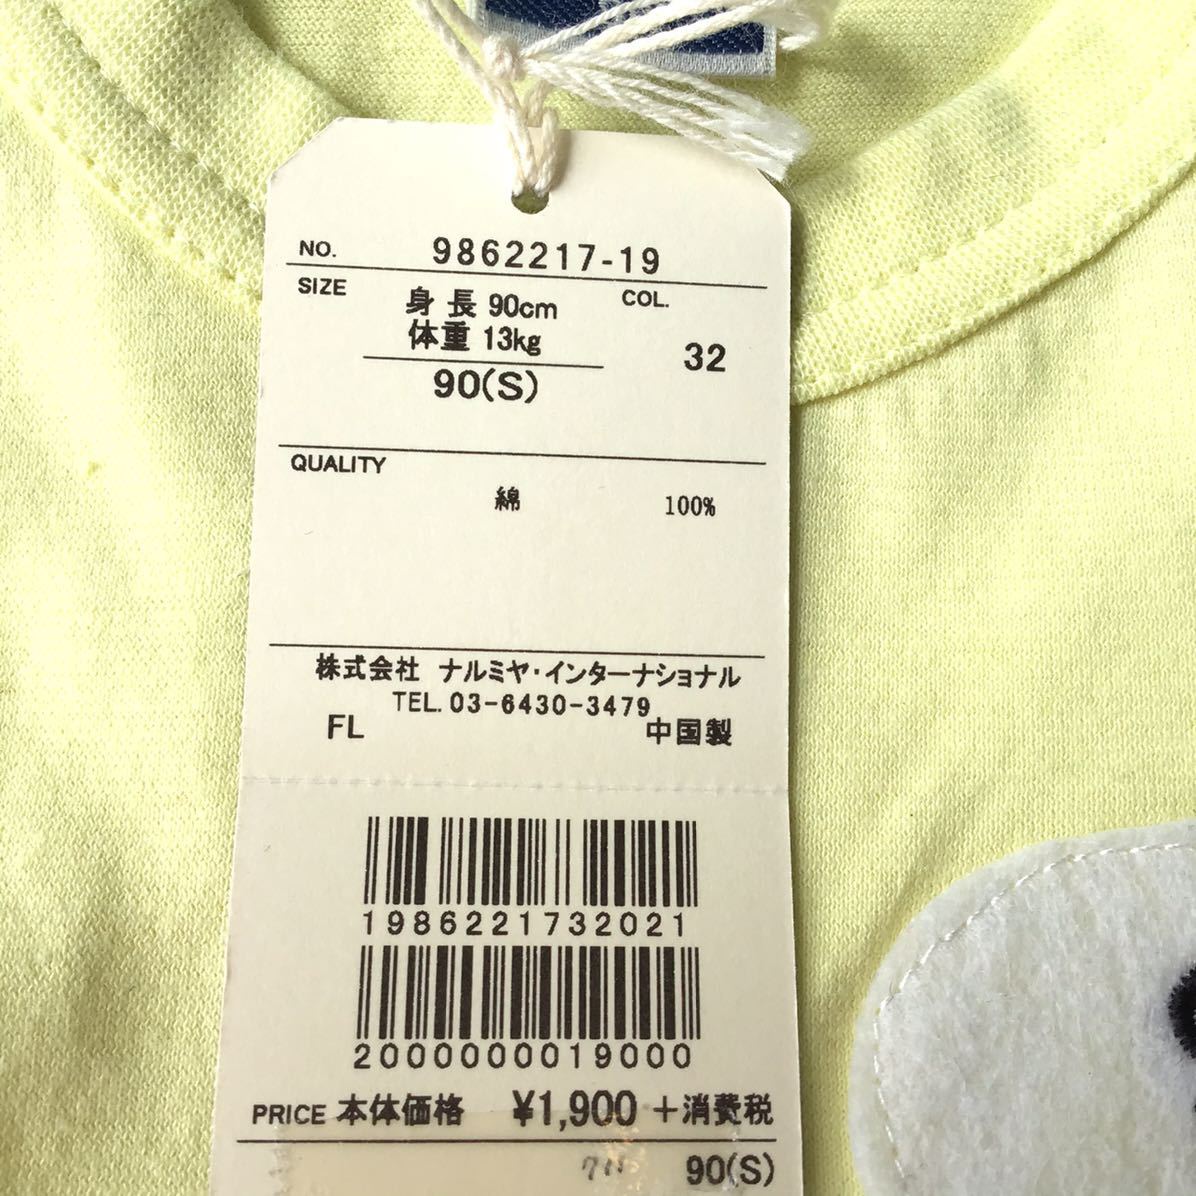 NO. 9862217-19
SIZE 身長 90cm COL.
体重 13kg 32
90(S)
QUALITY
綿 100%
株式会社 ナルミヤ・インターナショナル
TEL. 03-6430-3479
FL 中国製
1986221732021
2000000019000
PRICE 本体価格 ¥1,900 +消費税
90(S)